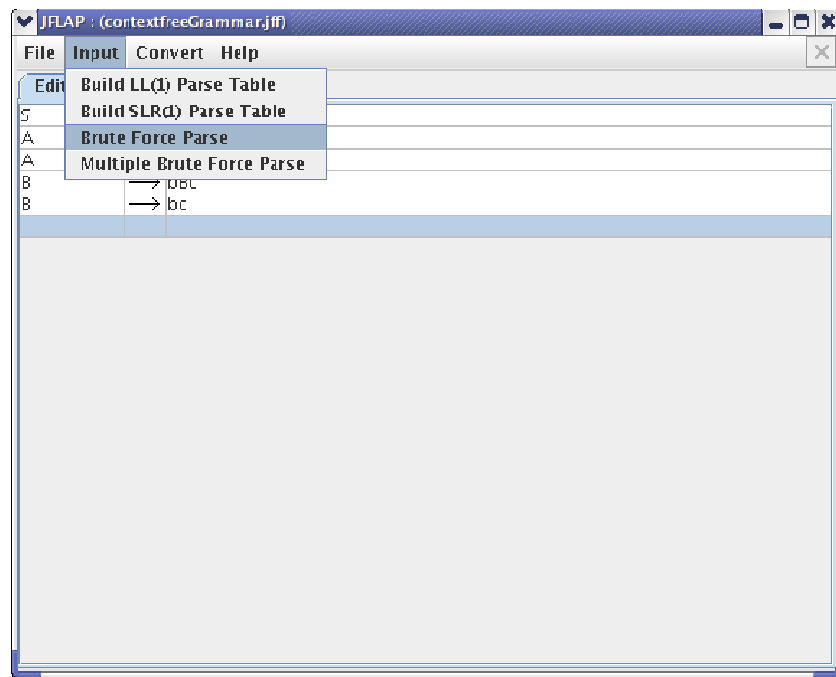 JFLAP : (contextfreeGrammar.jff)
File Input Convert Help
Edit
Build LL(1) Parse Table
S
Build SLR(1) Parse Table
A
Brute Force Parse
A
Multiple Brute Force Parse
B → bBc
B → bc